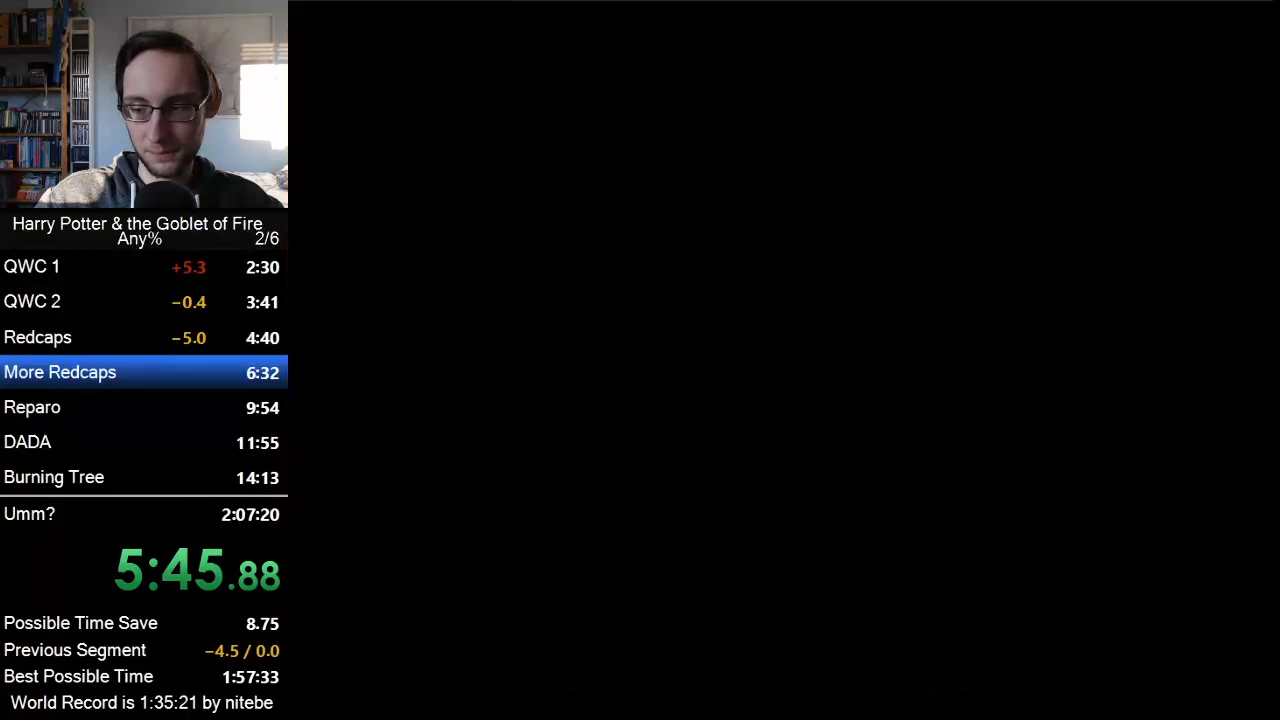 Harry Potter & the Goblet of Fire
Any% 2/6
QWC 1 +5.3 2:30
QWC 2 −0.4 3:41
Redcaps −5.0 4:40
More Redcaps 6:32
Reparo 9:54
DADA 11:55
Burning Tree 14:13
Umm? 2:07:20
5:45.88
Possible Time Save 8.75
Previous Segment −4.5 / 0.0
Best Possible Time 1:57:33
World Record is 1:35:21 by nitebe